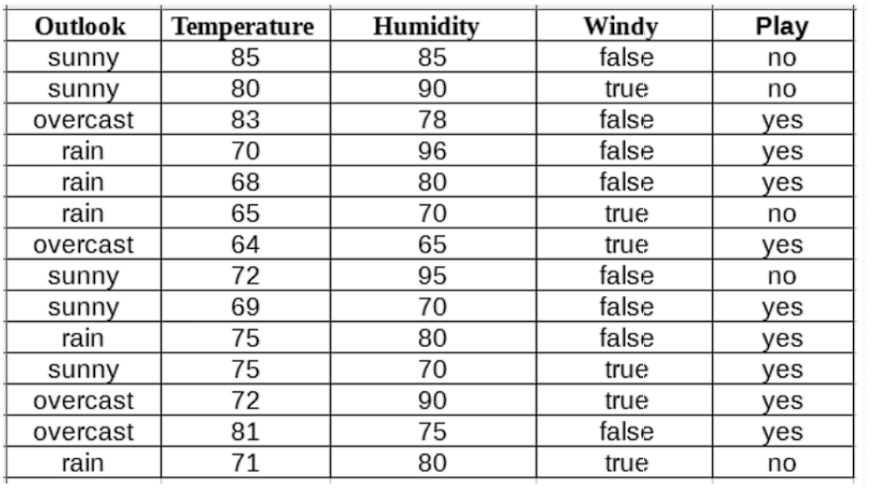 Outlook Temperature Humidity Windy Play
sunny 85 85 false no
sunny 80 90 true no
overcast 83 78 false yes
rain 70 96 false yes
rain 68 80 false yes
rain 65 70 true no
overcast 64 65 true yes
sunny 72 95 false no
sunny 69 70 false yes
rain 75 80 false yes
sunny 75 70 true yes
overcast 72 90 true yes
overcast 81 75 false yes
rain 71 80 true no